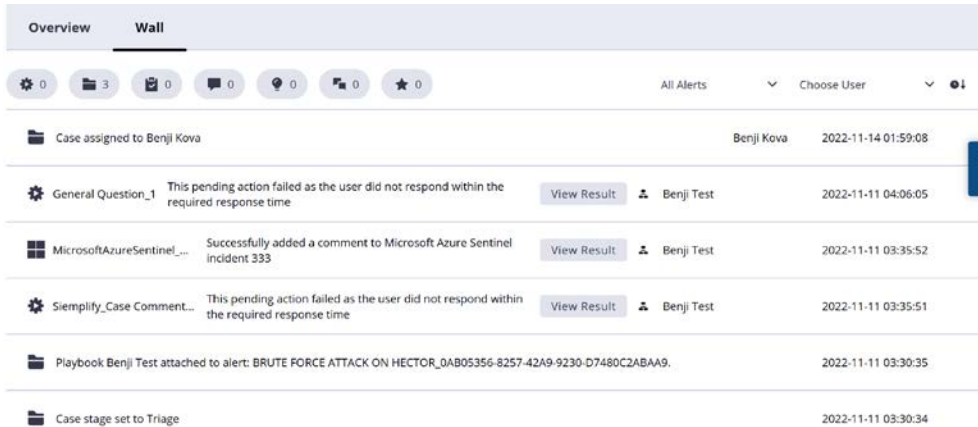 Overview Wall
0 3 0 0 0 0 0 All Alerts Choose User
Case assigned to Benji Kova Benji Kova 2022-11-14 01:59:08
General Question_1 This pending action failed as the user did not respond within the
required response time View Result Benji Test 2022-11-11 04:06:05
MicrosoftAzureSentinel_... Successfully added a comment to Microsoft Azure Sentinel
incident 333 View Result Benji Test 2022-11-11 03:35:52
Siemplify_Case Comment... This pending action failed as the user did not respond within
the required response time View Result Benji Test 2022-11-11 03:35:51
Playbook Benji Test attached to alert: BRUTE FORCE ATTACK ON HECTOR_0AB05356-8257-42A9-9230-D7480C2ABAA9. 2022-11-11 03:30:35
Case stage set to Triage 2022-11-11 03:30:34